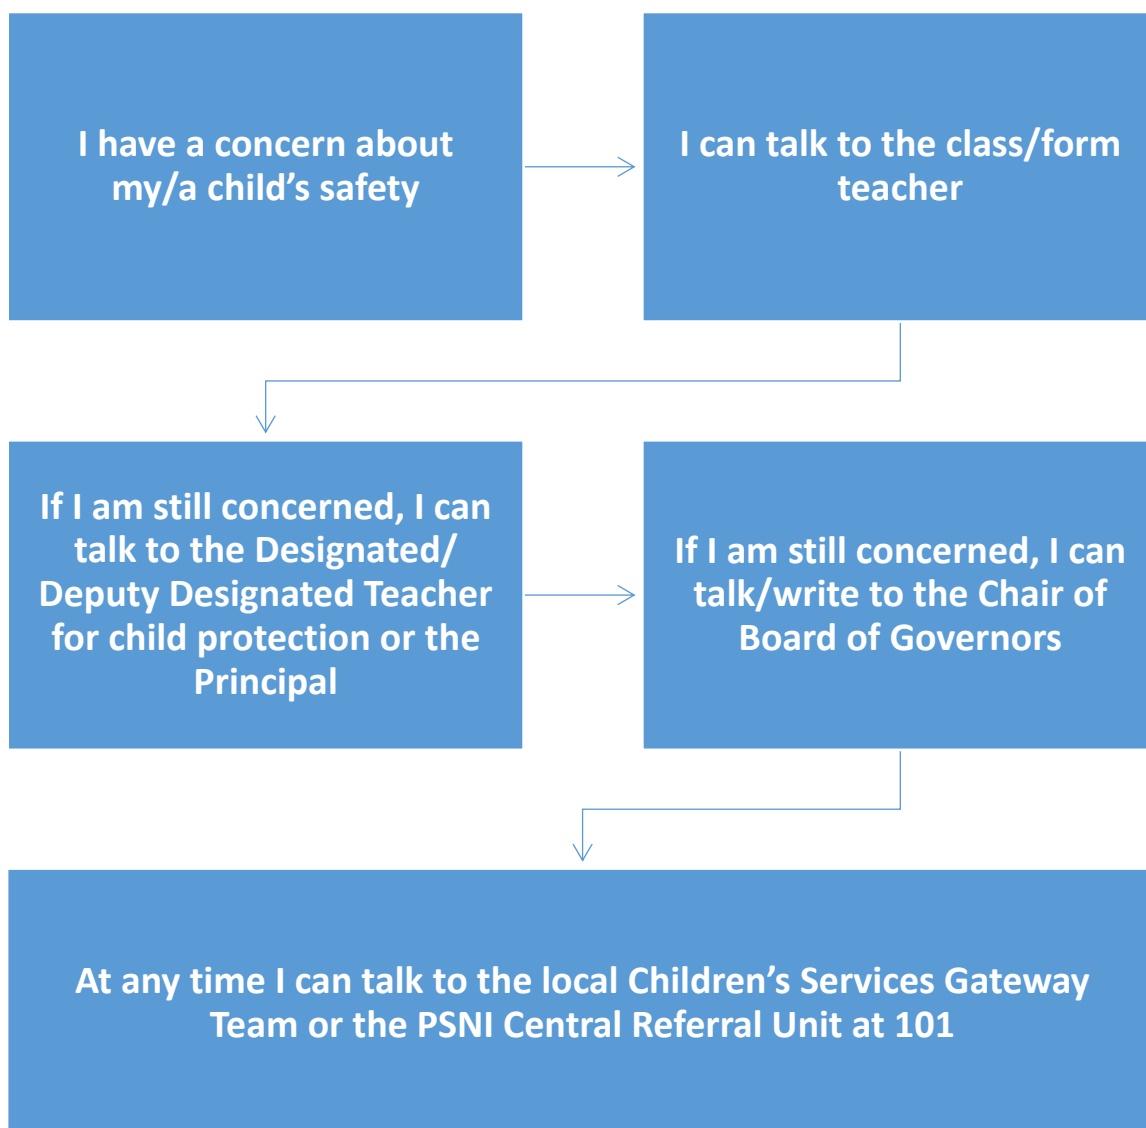 I have a concern about
my/a child’s safety
I can talk to the class/form
teacher
If I am still concerned, I can
talk to the Designated/
Deputy Designated Teacher
for child protection or the
Principal
If I am still concerned, I can
talk/write to the Chair of
Board of Governors
At any time I can talk to the local Children’s Services Gateway
Team or the PSNI Central Referral Unit at 101